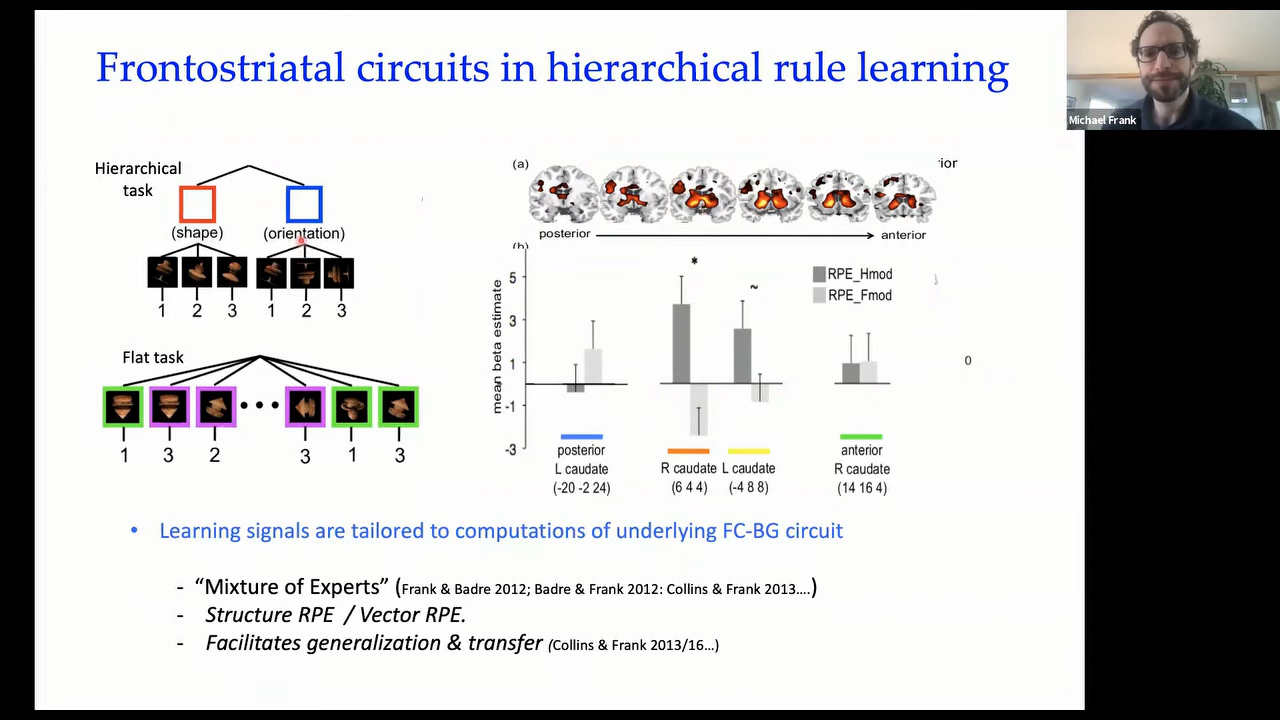 Frontostriatal circuits in hierarchical rule learning
Michael Frank
Hierarchical
task
(shape)
(orientation)
1 2 3 1 2 3
Flat task
1 3 2 3 1 3
(a)
ior
posterior
anterior
(b)
mean beta estimate
5
3
1
-1
-3
*
~
RPE_Hmod
RPE_Fmod
0
posterior
L caudate
(-20 -2 24)
R caudate
(6 4 4)
L caudate
(-4 8 8)
anterior
R caudate
(14 16 4)
• Learning signals are tailored to computations of underlying FC-BG circuit
- “Mixture of Experts” (Frank & Badre 2012; Badre & Frank 2012: Collins & Frank 2013....)
- Structure RPE / Vector RPE.
- Facilitates generalization & transfer (Collins & Frank 2013/16…)